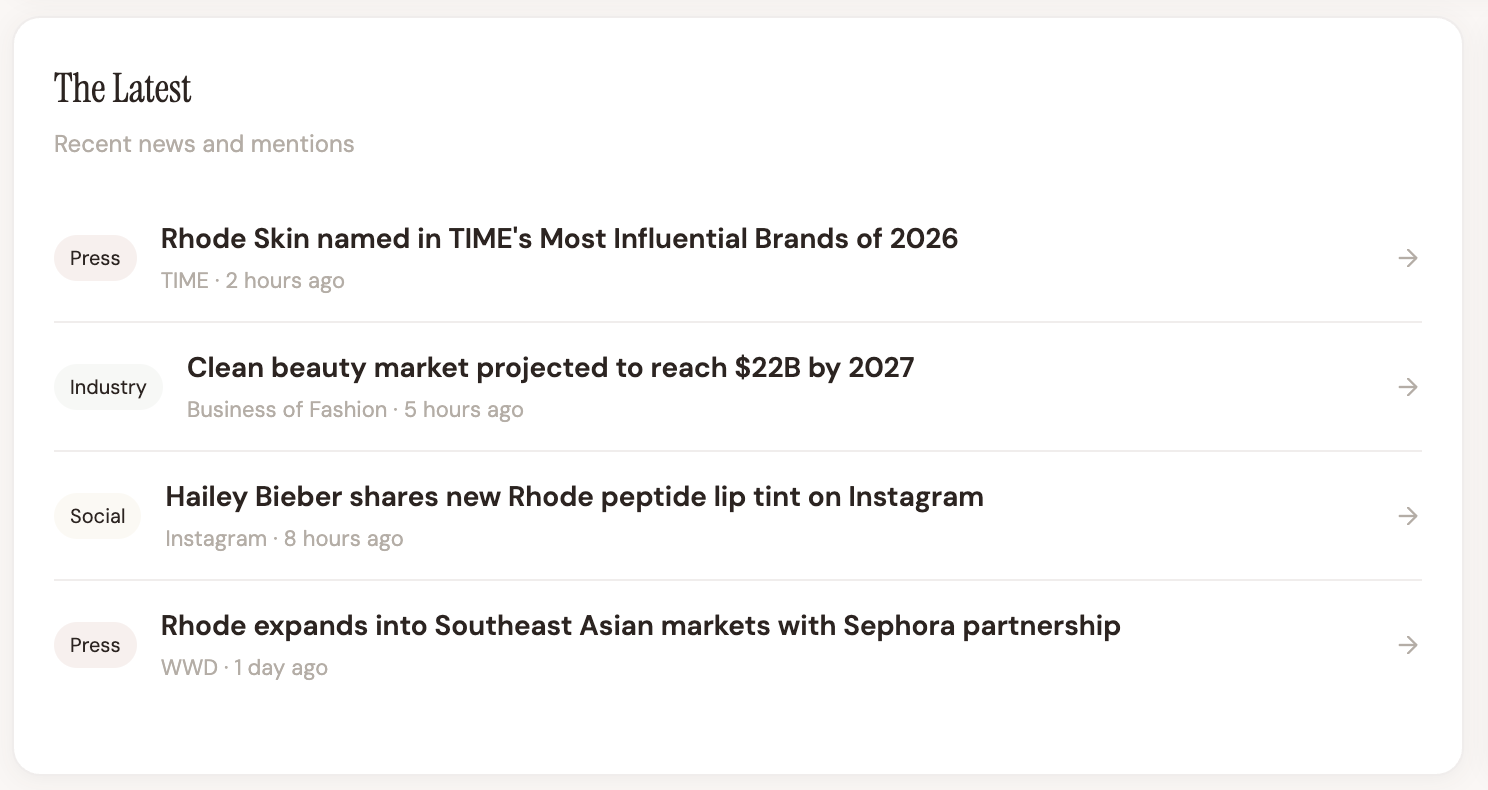 The Latest
Recent news and mentions
Press
Rhode Skin named in TIME's Most Influential Brands of 2026
TIME · 2 hours ago
Industry
Clean beauty market projected to reach $22B by 2027
Business of Fashion · 5 hours ago
Social
Hailey Bieber shares new Rhode peptide lip tint on Instagram
Instagram · 8 hours ago
Press
Rhode expands into Southeast Asian markets with Sephora partnership
WWD · 1 day ago